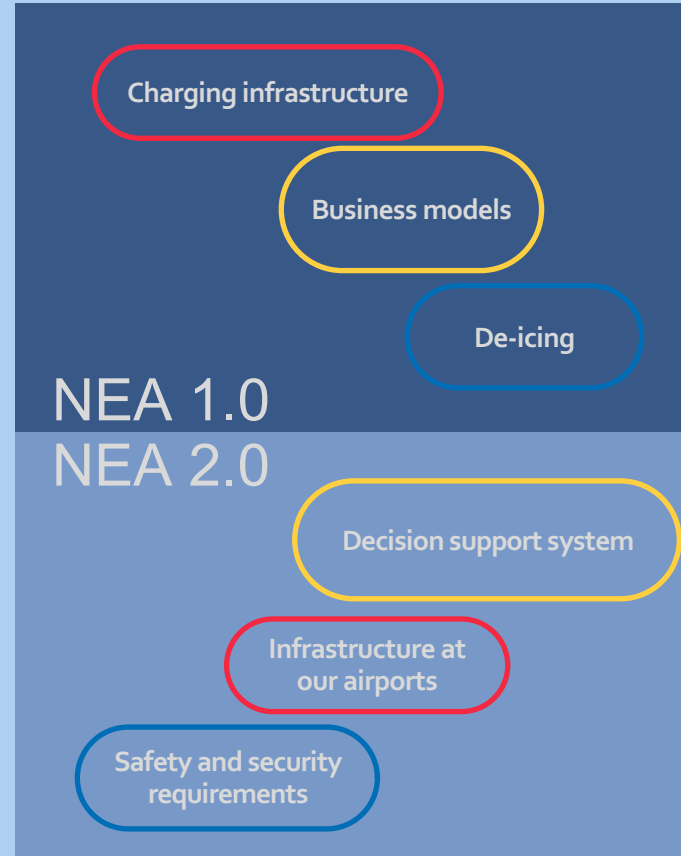 Charging infrastructure
Business models
De-icing
NEA 1.0
NEA 2.0
Decision support system
Infrastructure at
our airports
Safety and security
requirements